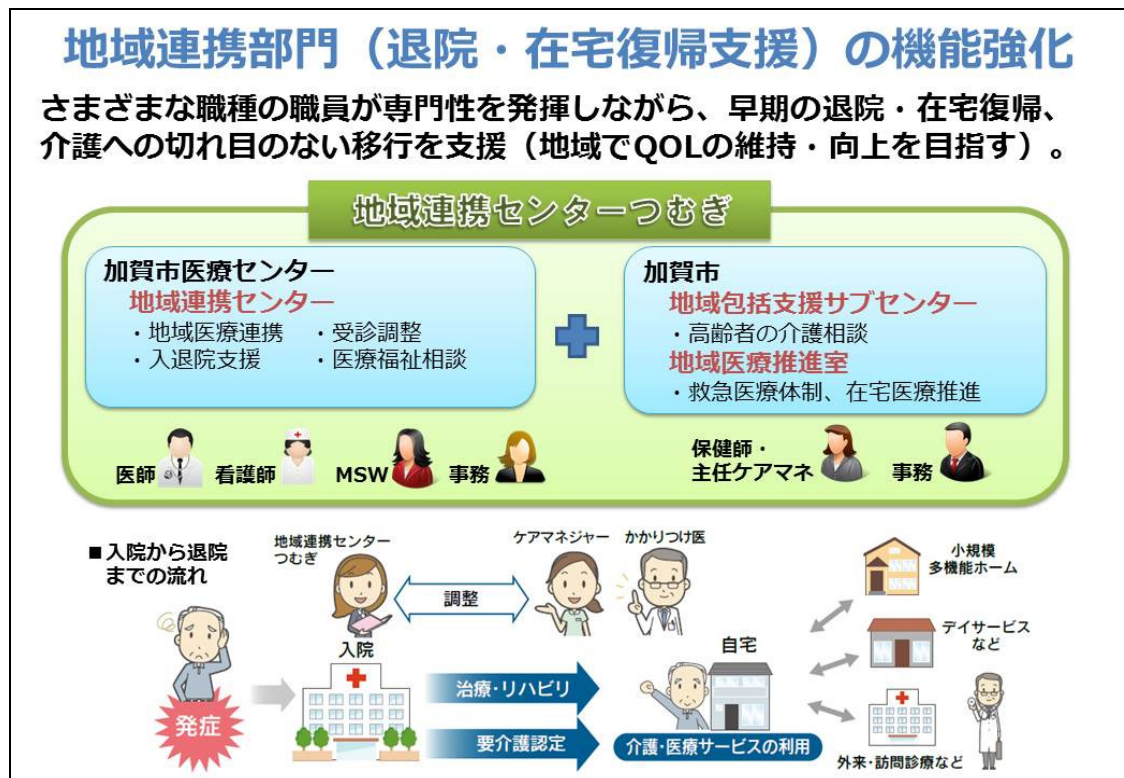 地域連携部門（退院・在宅復帰支援）の機能強化
さまざまな職種の職員が専門性を発揮しながら、早期の退院・在宅復帰、
介護への切れ目のない移行を支援（地域でQOLの維持・向上を目指す）。
地域連携センターつむぎ
加賀市医療センター
地域連携センター
・地域医療連携　・受診調整
・入退院支援　・医療福祉相談
加賀市
地域包括支援サブセンター
・高齢者の介護相談
地域医療推進室
・救急医療体制、在宅医療推進
医師
看護師
MSW
事務
保健師・
主任ケアマネ
事務
■入院から退院
までの流れ
地域連携センター
つむぎ
調整
ケアマネジャー
かかりつけ医
発症
入院
治療・リハビリ
要介護認定
自宅
介護・医療サービスの利用
小規模
多機能ホーム
デイサービス
など
外来・訪問診療など